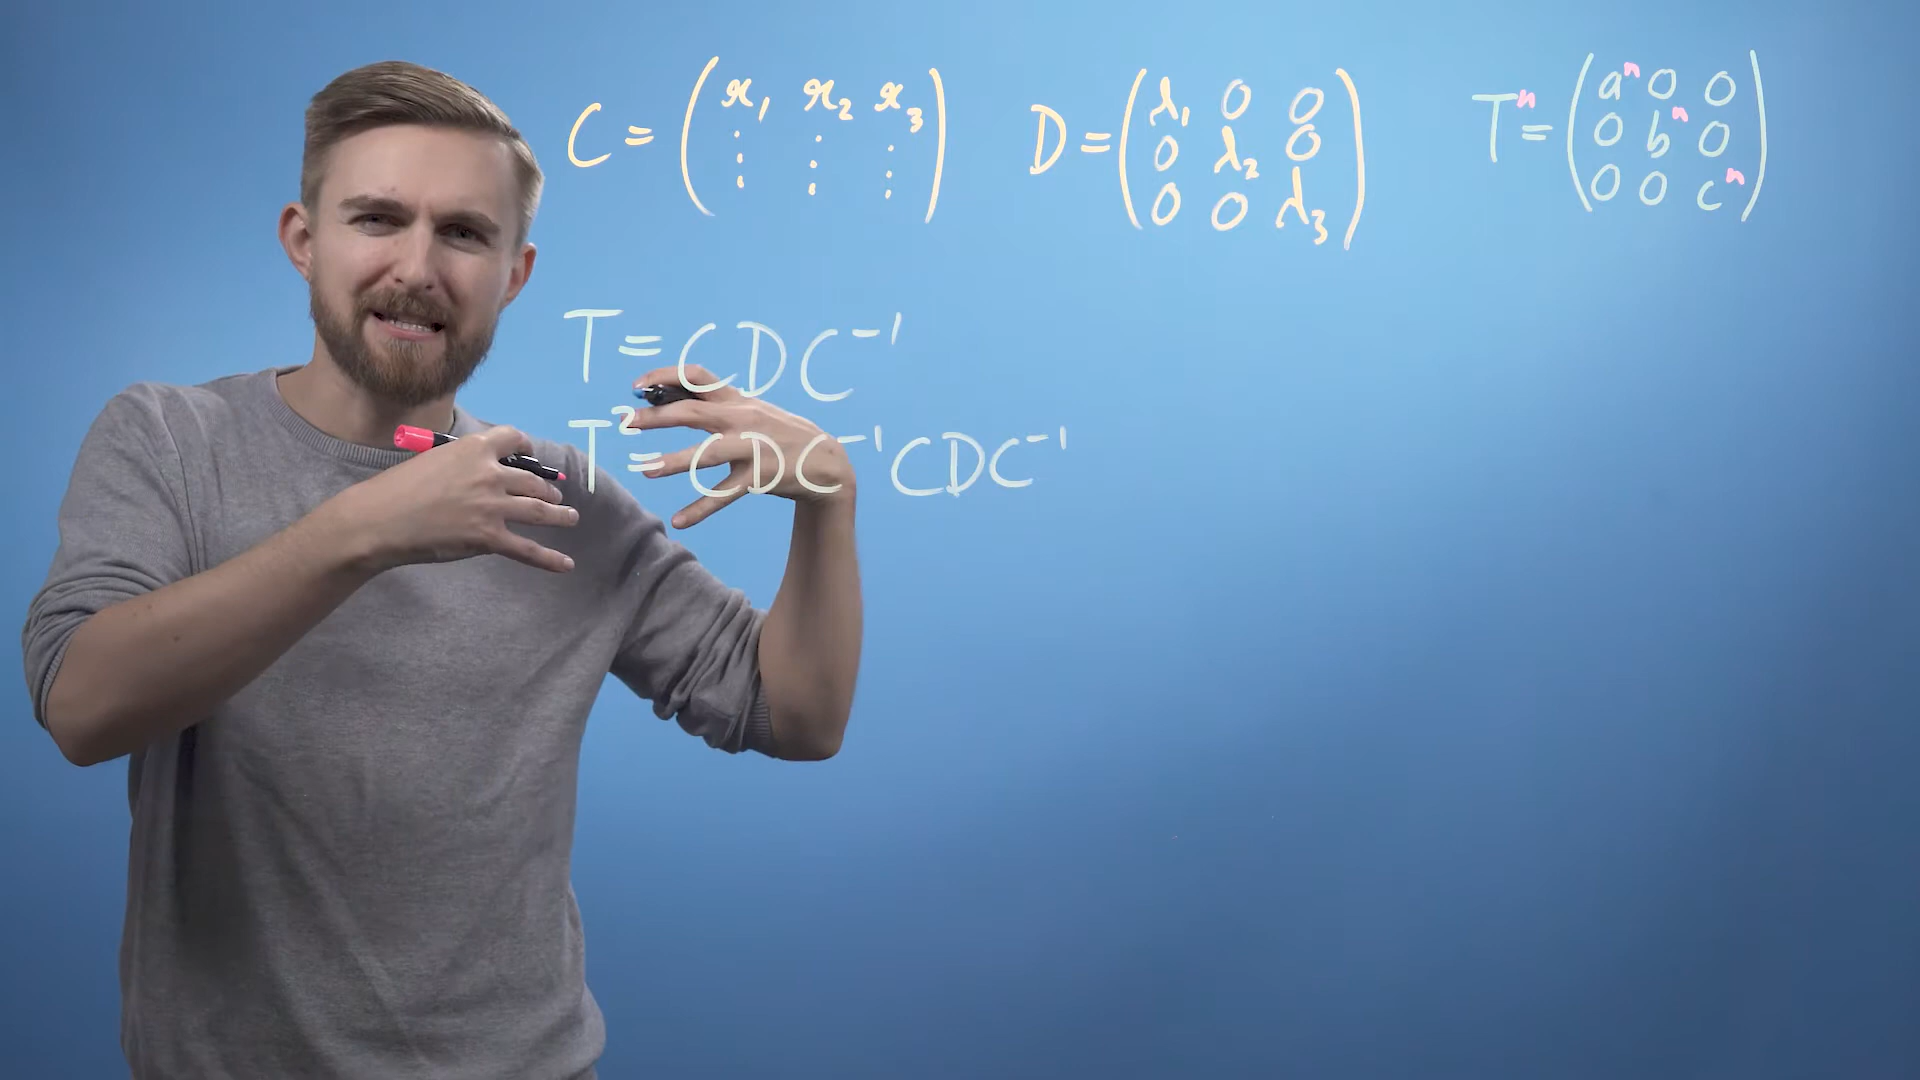 C = ( x₁ x₂ x₃ )
( ⋮ ⋮ ⋮ )
D = ( λ₁ 0 0 )
( 0 λ₂ 0 )
( 0 0 λ₃ )
Tⁿ = ( aⁿ 0 0 )
( 0 bⁿ 0 )
( 0 0 cⁿ )
T = CDC⁻¹
T² = CDC⁻¹CDC⁻¹